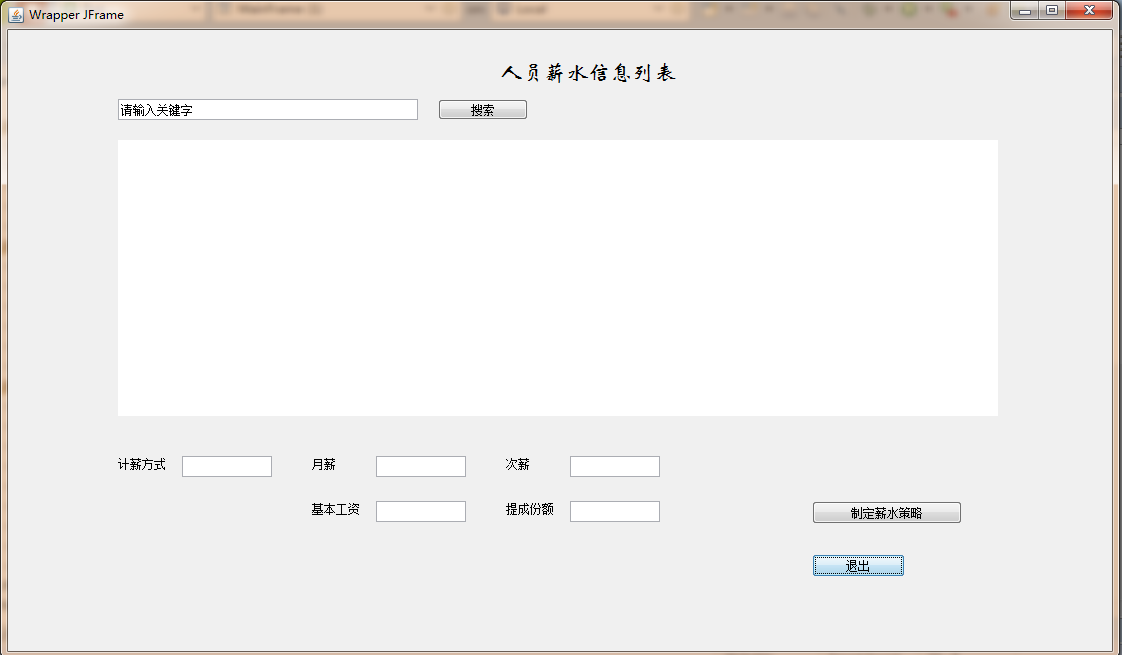 Wrapper JFrame
人员薪水信息列表
请输入关键字
搜索
计薪方式
月薪
次薪
基本工资
提成份额
制定薪水策略
退出